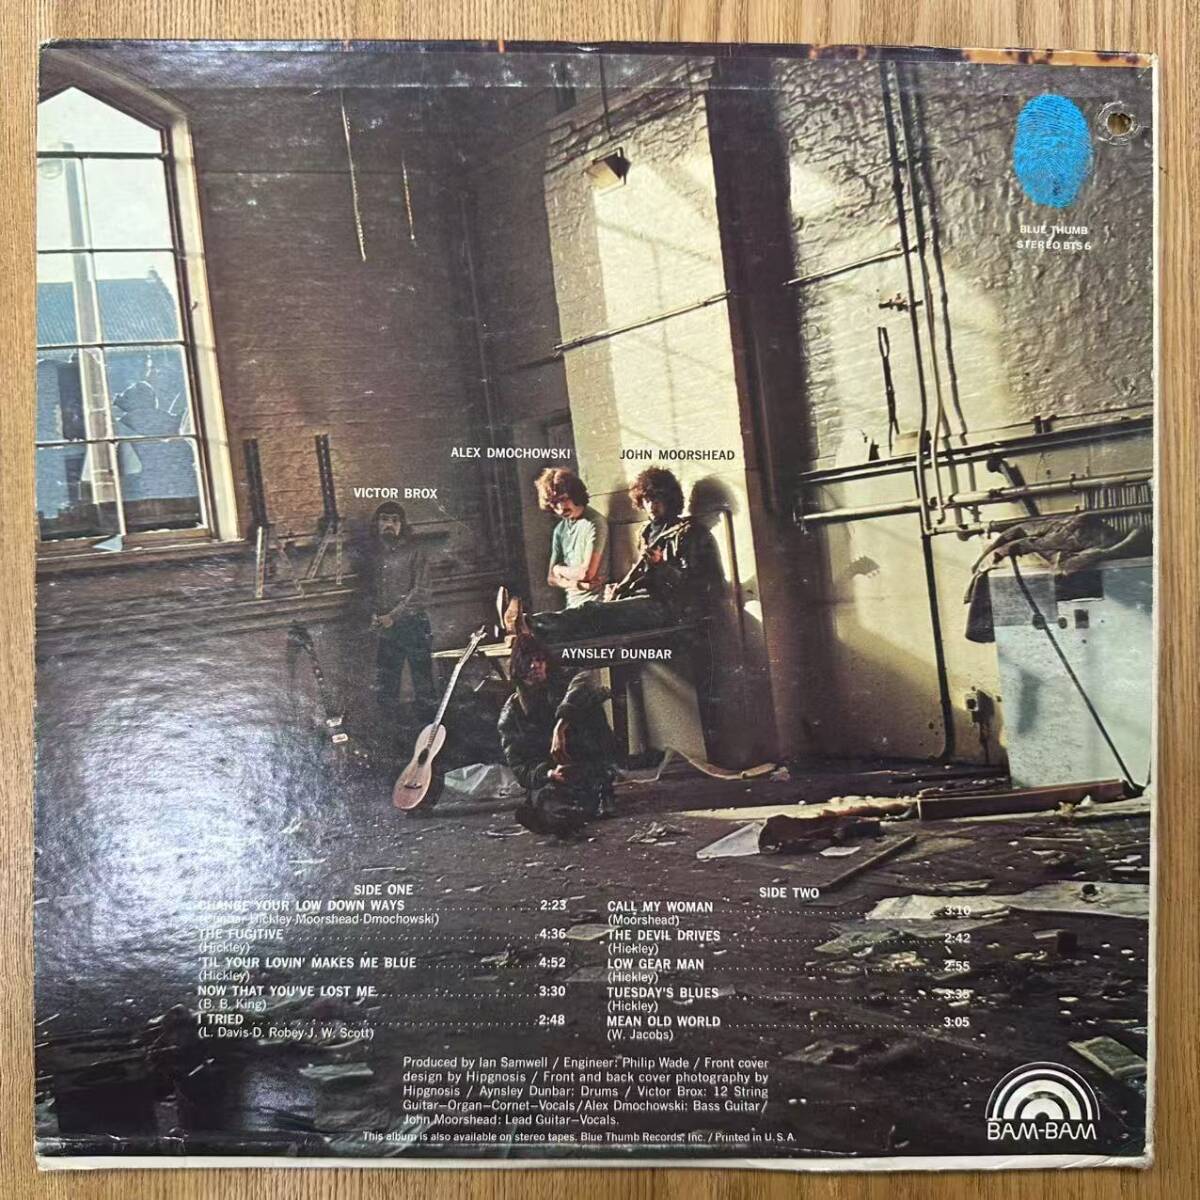 BLUE THUMB
STEREO BTS 6
ALEX DMOCHOWSKI
JOHN MOORSHEAD
VICTOR BROX
AYNSLEY DUNBAR
SIDE ONE
CHANGE YOUR LOW DOWN WAYS 2:23
(Dunbar-Hickley-Moorshead-Dmochowski)
THE FUGITIVE 4:36
(Hickley)
'TIL YOUR LOVIN' MAKES ME BLUE 4:52
(Hickley)
NOW THAT YOU'VE LOST ME 3:30
(B. B. King)
I TRIED 2:48
(L. Davis-D. Robey-J. W. Scott)
SIDE TWO
CALL MY WOMAN 3:10
(Moorshead)
THE DEVIL DRIVES 2:42
(Hickley)
LOW GEAR MAN 2:55
(Hickley)
TUESDAY'S BLUES 3:35
(Hickley)
MEAN OLD WORLD 3:05
(W. Jacobs)
Produced by Ian Samwell / Engineer: Philip Wade / Front cover
design by Hipgnosis / Front and back cover photography by
Hipgnosis / Aynsley Dunbar: Drums / Victor Brox: 12 String
Guitar—Organ—Cornet—Vocals/Alex Dmochowski: Bass Guitar/
John Moorshead: Lead Guitar—Vocals.
This album is also available on stereo tapes. Blue Thumb Records, Inc. / Printed in U.S.A.
BAM-BAM